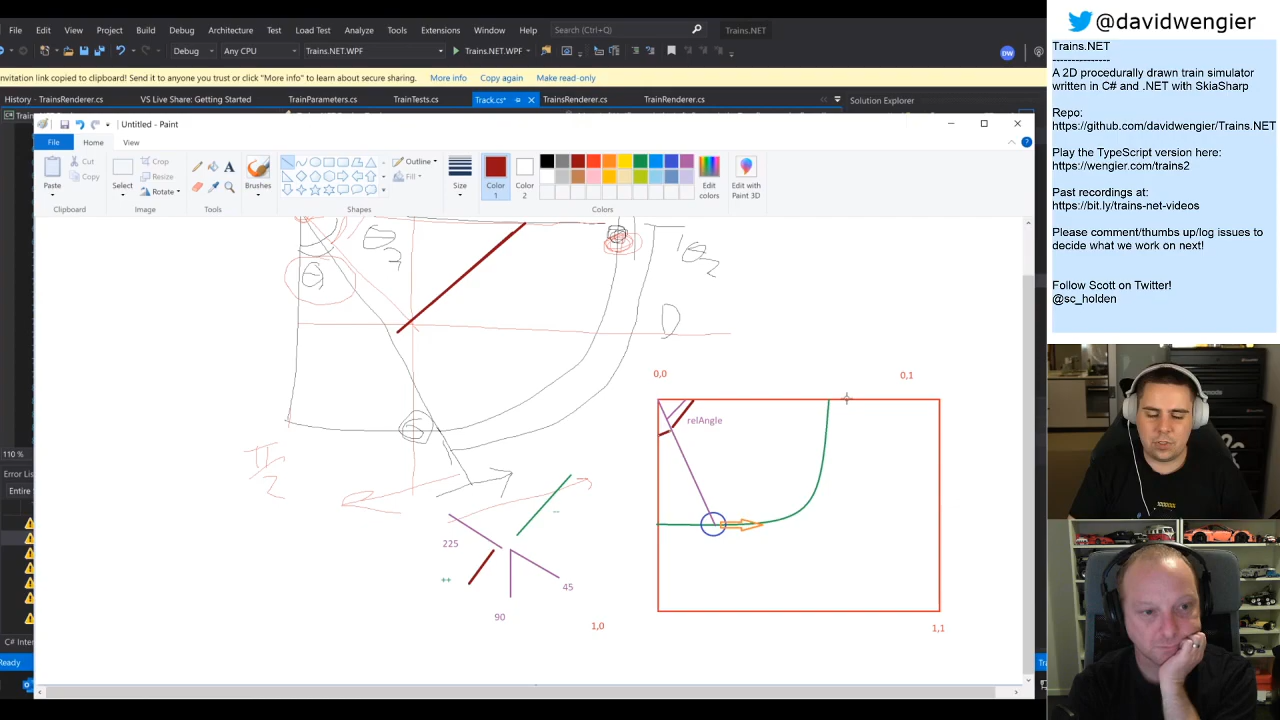 File Edit View Project Build Debug Architecture Test Load Test Analyze Tools Extensions Window Help Search (Ctrl+Q) Trains.NET
Debug Any CPU Trains.NET.WPF Trains.NET.WPF
DW
nvitation link copied to clipboard! Send it to anyone you trust or click "More info" to learn about secure sharing. More info Copy again Make read-only
History - TrainsRenderer.cs VS Live Share: Getting Started TrainParameters.cs TrainTests.cs Track.cs* TrainsRenderer.cs TrainRenderer.cs Solution Explorer
Untitled - Paint
File Home View
Paste
Cut
Copy
Clipboard
Select
Crop
Resize
Rotate
Image
Tools
Brushes
Outline
Fill
Shapes
Size
Color 1
Color 2
Edit colors
Colors
Edit with Paint 3D
θ
2
θ
θ
2
D
π
2
S
0,0
0,1
relAngle
225
++
--
45
90
1,0
1,1
110 %
Error List
Entire
C# Inter
Ready
@davidwengier
Trains.NET
--------------
A 2D procedurally drawn train simulator
written in C# and .NET with SkiaSharp
Repo:
https://github.com/davidwengier/Trains.NET
Play the TypeScript version here:
https://wengier.com/trains2
Past recordings at:
https://bit.ly/trains-net-videos
Please comment/thumbs up/log issues to
decide what we work on next!
Follow Scott on Twitter!
@sc_holden